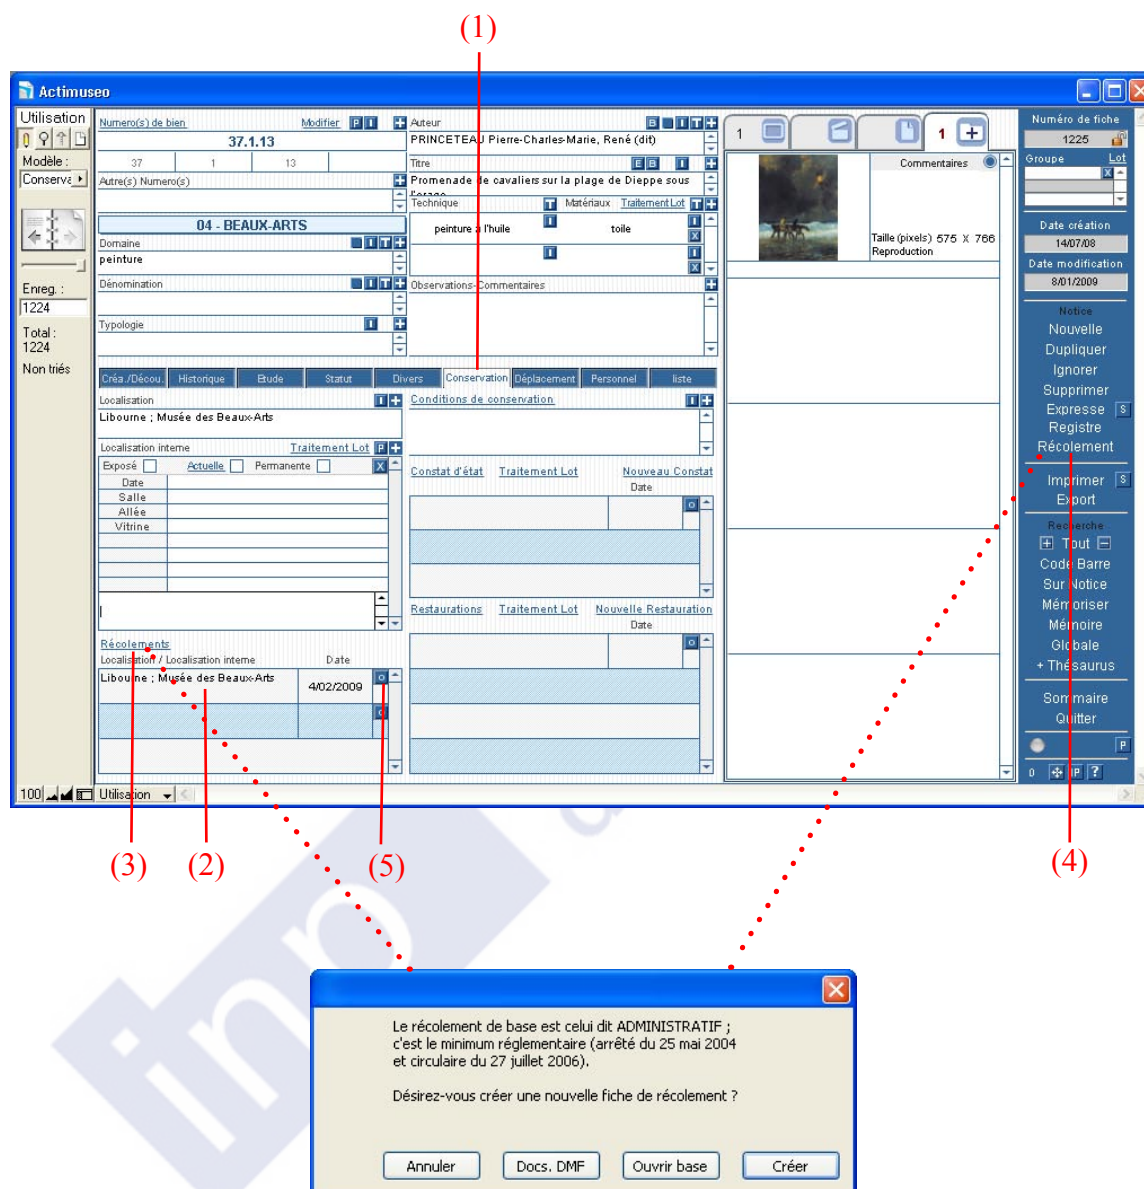 (1)
Actimuseo
Utilisation
Modèle :
Conserva
Enreg. :
1224
Total :
1224
Non triés
Numero(s) de bien Modifier P I +
37.1.13
37 1 13
Autre(s) Numero(s) +
04 - BEAUX-ARTS
Domaine I T +
peinture
Dénomination I T +
Typologie I +
Auteur B I T +
PRINCETEAU Pierre-Charles-Marie, René (dit)
Titre E B I +
Promenade de cavaliers sur la plage de Dieppe sous
l'orage
Technique T Matériaux Traitement Lot T +
peinture à l'huile I toile I
X
I I
X
Observations-Commentaires +
1 1 +
Commentaires
Taille (pixels) 575 X 766
Reproduction
Créa./Découv. Historique Etude Statut Divers Conservation Déplacement Personnel liste
Localisation I +
Libourne ; Musée des Beaux-Arts
Localisation interne Traitement Lot P +
Exposé Actuelle Permanente X
Date
Salle
Allée
Vitrine
Récolements
Localisation / Localisation interne Date
Libourne ; Musée des Beaux-Arts 4/02/2009 O
O
Conditions de conservation I +
Constat d'état Traitement Lot Nouveau Constat
Date
O
Restaurations Traitement Lot Nouvelle Restauration
Date
O
Numéro de fiche
1225
Groupe Lot
X
Date création
14/07/08
Date modification
8/01/2009
Notice
Nouvelle
Dupliquer
Ignorer
Supprimer
Expresse S
Registre
Récolement
Imprimer S
Export
Recherche
+ Tout -
Code Barre
Sur Notice
Mémoriser
Mémoire
Globale
+ Thésaurus
Sommaire
Quitter
P
0 IP ?
100 Utilisation
(3) (2) (5) (4)
inp
Le récolement de base est celui dit ADMINISTRATIF ;
c'est le minimum réglementaire (arrêté du 25 mai 2004
et circulaire du 27 juillet 2006).
Désirez-vous créer une nouvelle fiche de récolement ?
Annuler Docs. DMF Ouvrir base Créer